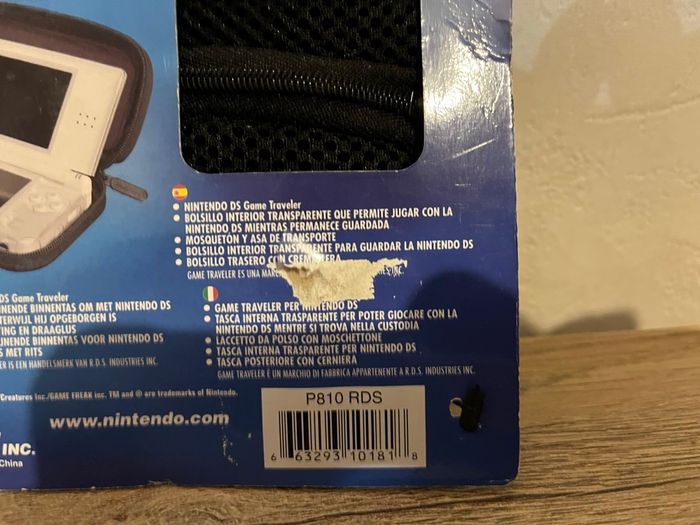 NINTENDO DS Game Traveler
BOLSILLO INTERIOR TRANSPARENTE QUE PERMITE JUGAR CON LA
NINTENDO DS MIENTRAS PERMANECE GUARDADA
MOSQUETON Y ASA DE TRANSPORTE
BOLSILLO INTERIOR TRANSPARENTE PARA GUARDAR LA NINTENDO DS
BOLSILLO TRASERO CON CREMALLERA
GAME TRAVELER ES UNA
INC.
GAME TRAVELER PER NINTENDO DS
TASCA INTERNA TRASPARENTE PER POTER GIOCARE CON LA
NINTENDO DS MENTRE SI TROVA NELLA CUSTODIA
LACCETTO DA POLSO CON MOSCHETTONE
TASCA INTERNA TRASPARENTE PER NINTENDO DS
TASCA POSTERIORE CON CERNIERA
GAME TRAVELER È UN MARCHIO DI FABBRICA APPARTENENTE A R.D.S. INDUSTRIES INC.
DS Game Traveler
NENDE BINNENTAS OM MET NINTENDO DS
TERWIJL HIJ OPGEBORGEN IS
TING EN DRAAGLUS
JNENDE BINNENTAS VOOR NINTENDO DS
S MET RITS
ER IS EEN HANDELSMERK VAN R.D.S. INDUSTRIES INC.
Creatures Inc./GAME FREAK inc. TM and ® are trademarks of Nintendo.
www.nintendo.com
INC.
China
P810 RDS
6 63293 10181 8